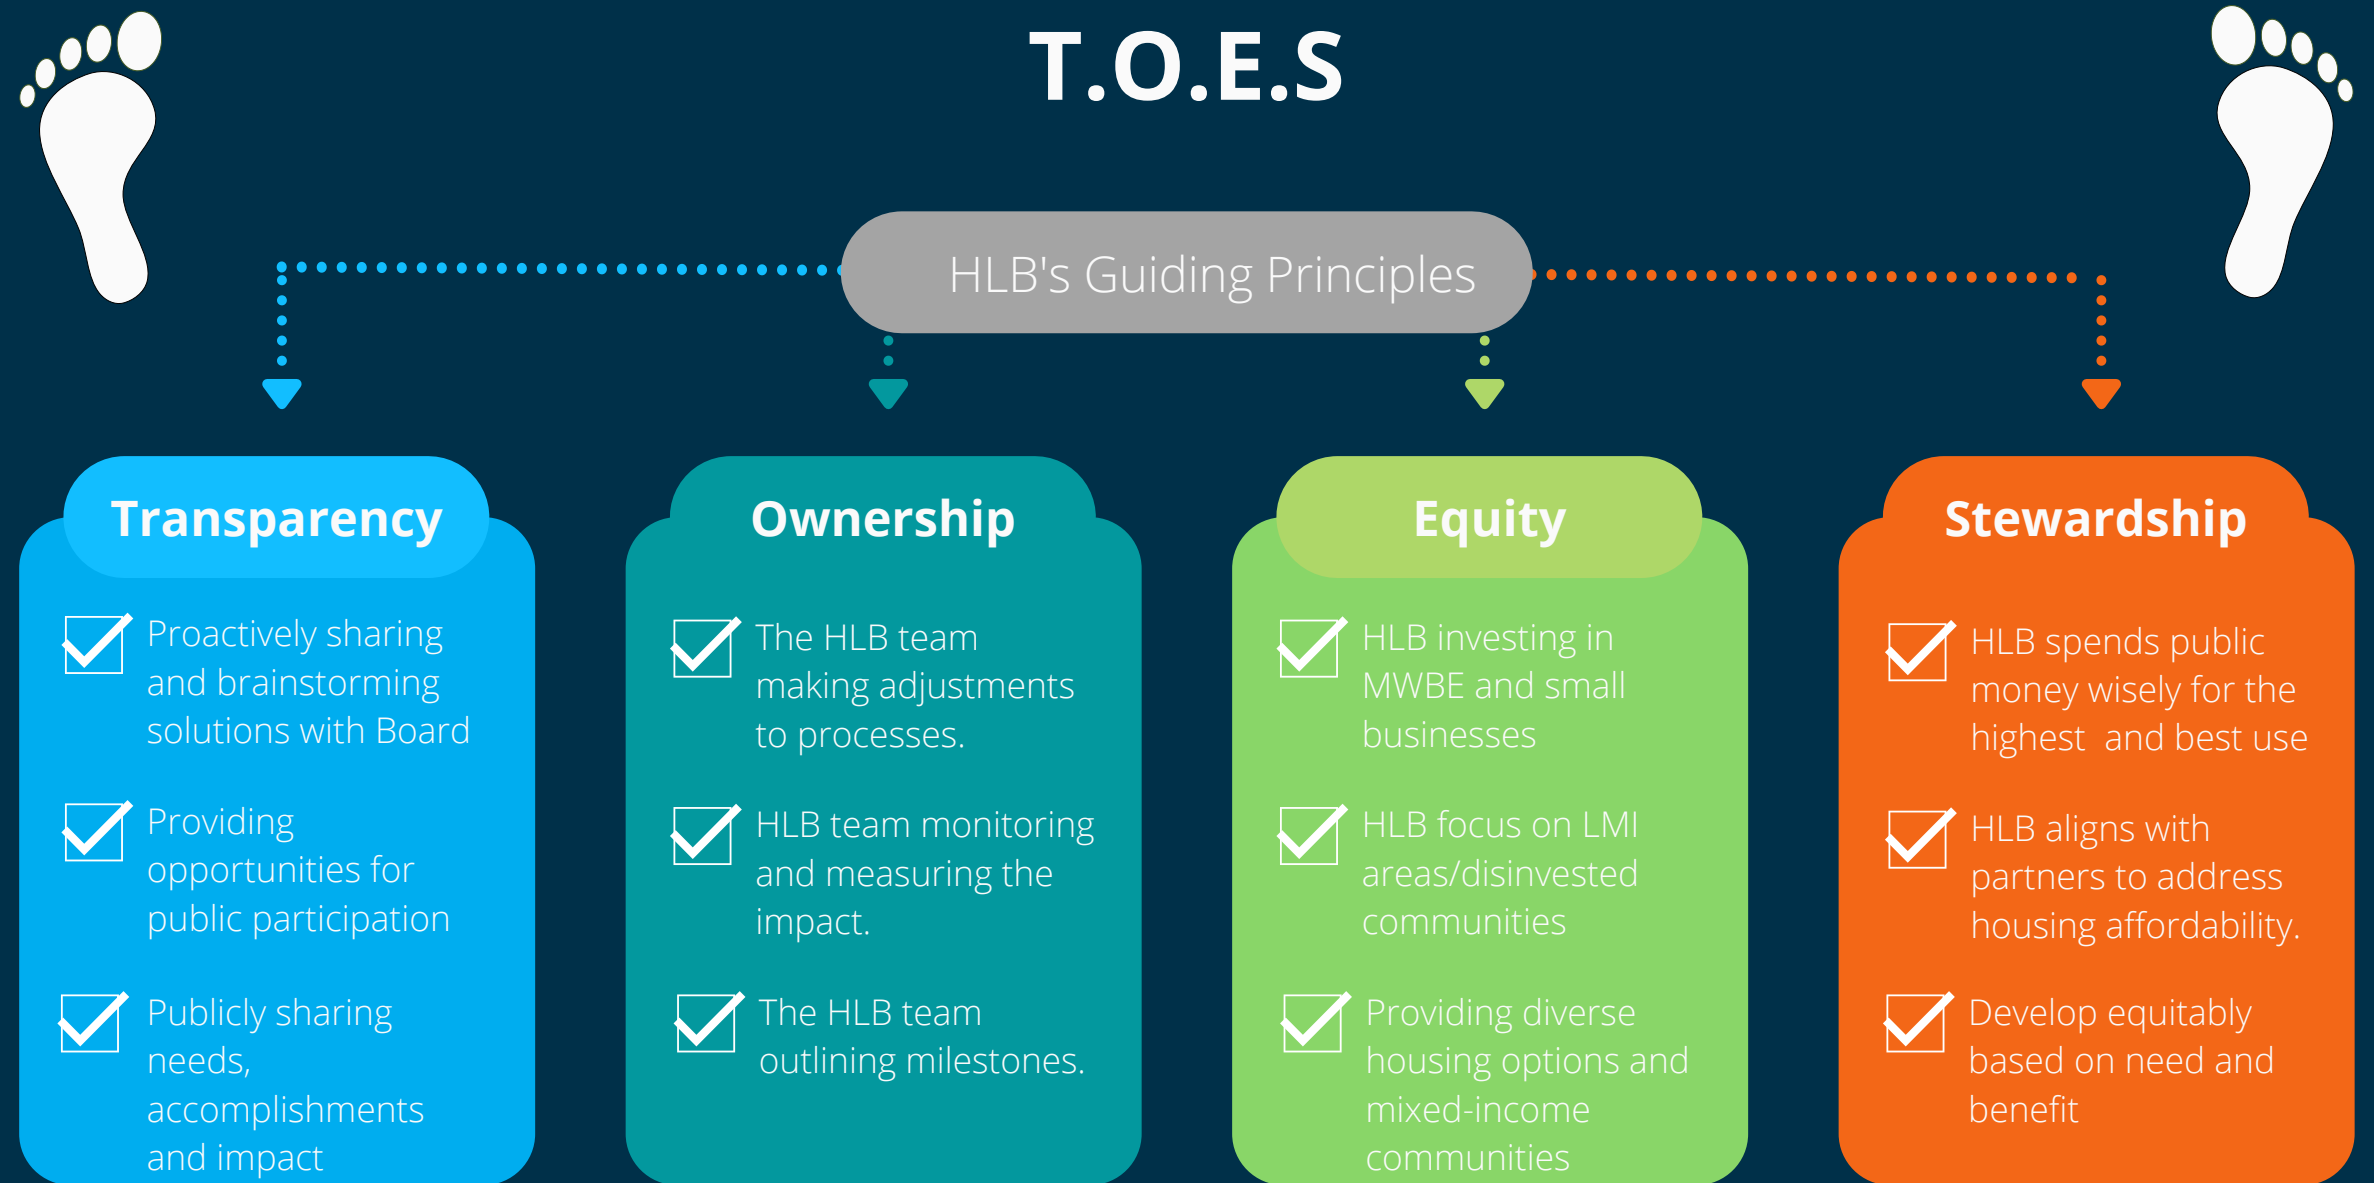 T.O.E.S
HLB's Guiding Principles
Transparency
Proactively sharing
and brainstorming
solutions with Board
Providing
opportunities for
public participation
Publicly sharing
needs,
accomplishments
and impact
Ownership
The HLB team
making adjustments
to processes.
HLB team monitoring
and measuring the
impact.
The HLB team
outlining milestones.
Equity
HLB investing in
MWBE and small
businesses
HLB focus on LMI
areas/disinvested
communities
Providing diverse
housing options and
mixed-income
communities
Stewardship
HLB spends public
money wisely for the
highest  and best use
HLB aligns with
partners to address
housing affordability.
Develop equitably
based on need and
benefit